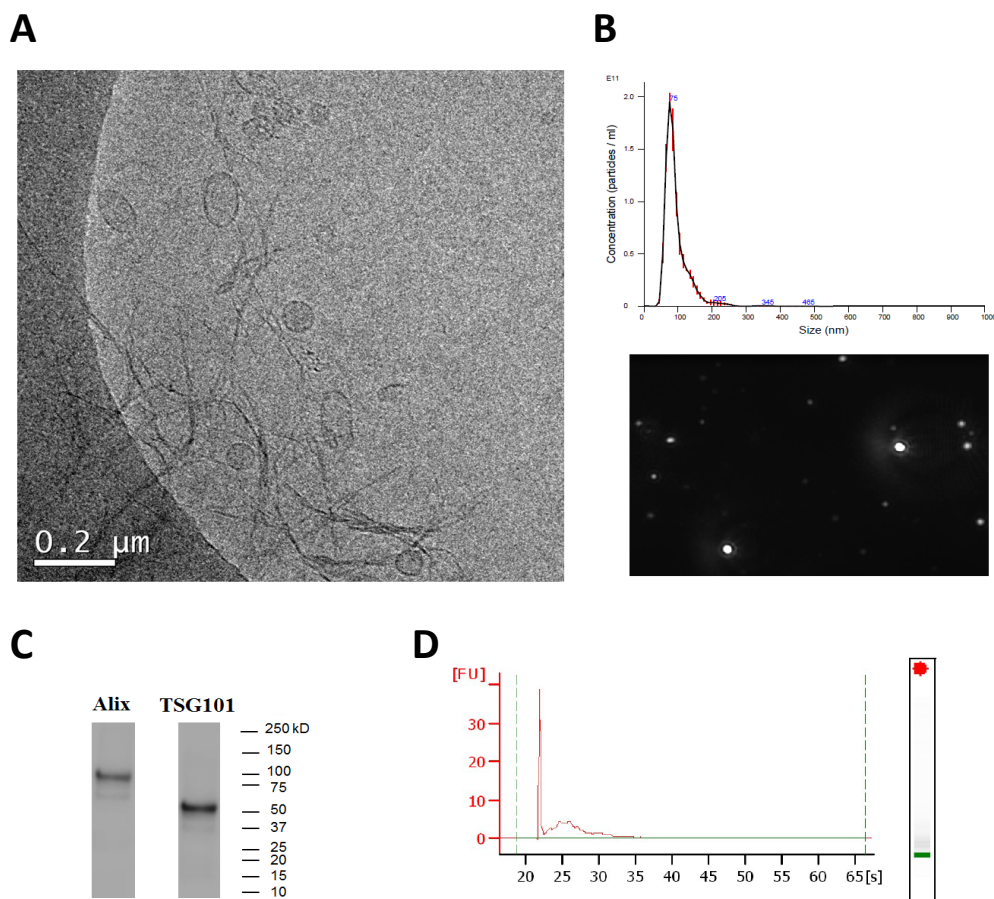 A
0.2 µm
B
E11
Concentration (particles / ml)
2.0
1.5
1.0
0.5
0
75
205
345
465
0 100 200 300 400 500 600 700 800 900 1000
Size (nm)
C
Alix TSG101
250 kD
150
100
75
50
37
25
20
15
10
D
[FU]
30
20
10
0
20 25 30 35 40 45 50 55 60 65 [s]